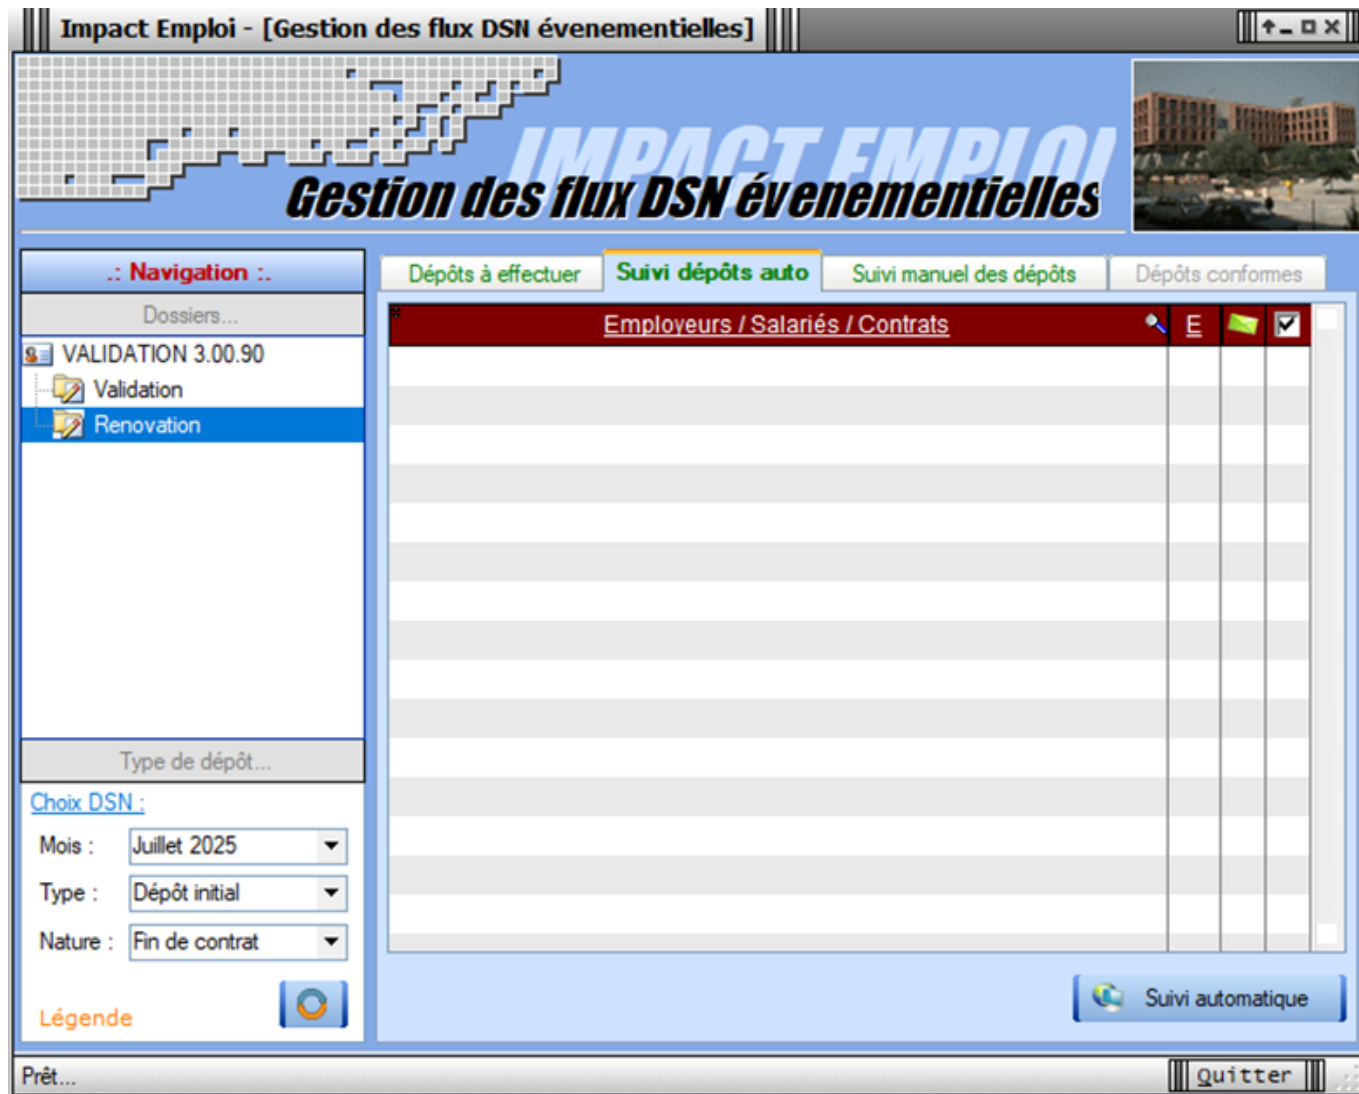 Impact Emploi - [Gestion des flux DSN évenementielles]
IMPACT EMPLOI
Gestion des flux DSN évenementielles
.: Navigation :.
Dossiers...
VALIDATION 3.00.90
Validation
Renovation
Type de dépôt...
Choix DSN :
Mois : Juillet 2025
Type : Dépôt initial
Nature : Fin de contrat
Légende
Dépôts à effectuer Suivi dépôts auto Suivi manuel des dépôts Dépôts conformes
Employeurs / Salariés / Contrats E
Suivi automatique
Prêt... Quitter